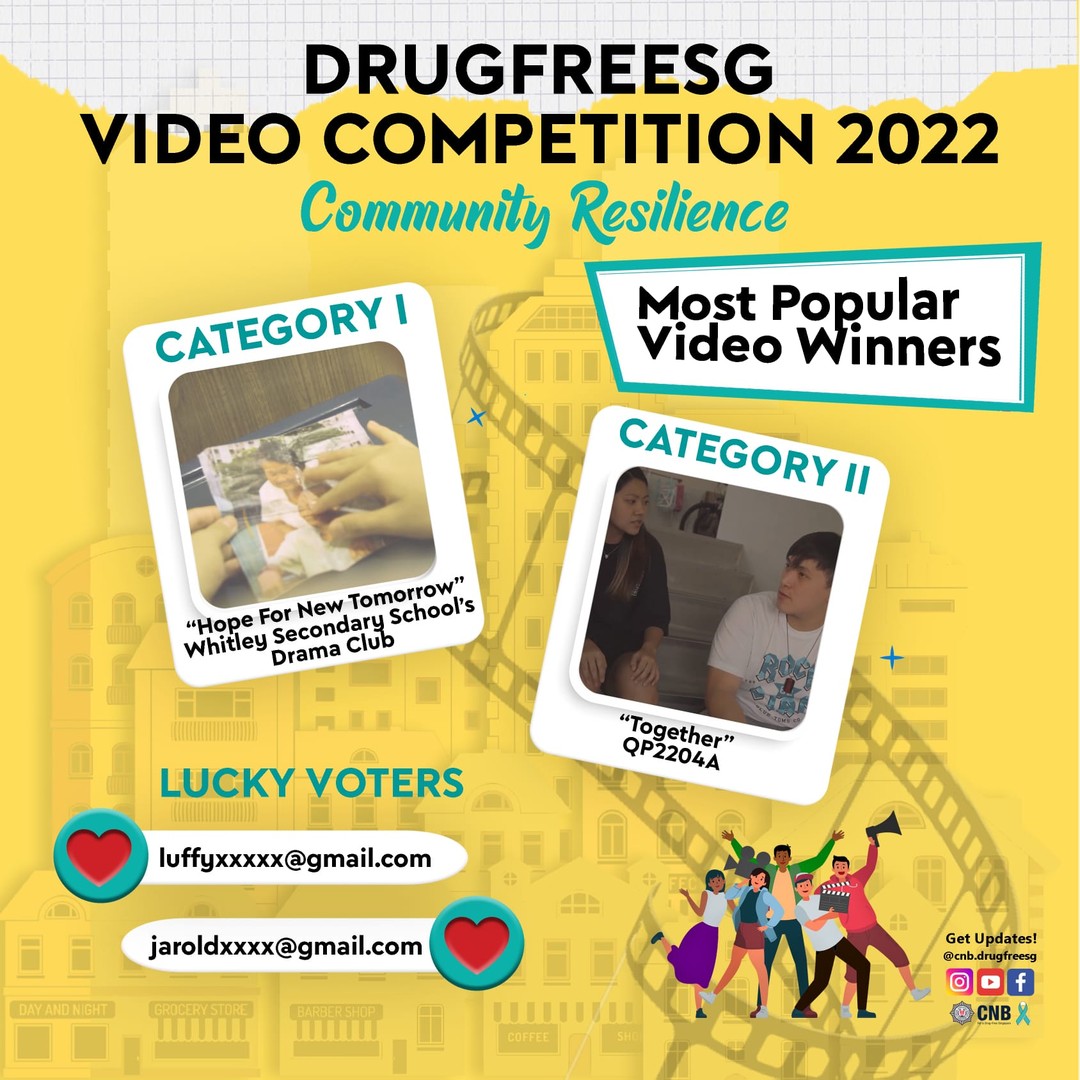 DRUGFREESG
VIDEO COMPETITION 2022
Community Resilience
Most Popular
Video Winners
CATEGORY I
"Hope For New Tomorrow"
Whitley Secondary School's
Drama Club
CATEGORY II
ROCK
"Together"
QP2204A
LUCKY VOTERS
luffyxxxxx@gmail.com
jaroldxxxx@gmail.com
Get Updates!
@cnb.drugfreesg
CNB
DAY AND NIGHT
GROCERY STORE
BARBER SHOP
COFFEE
SHO